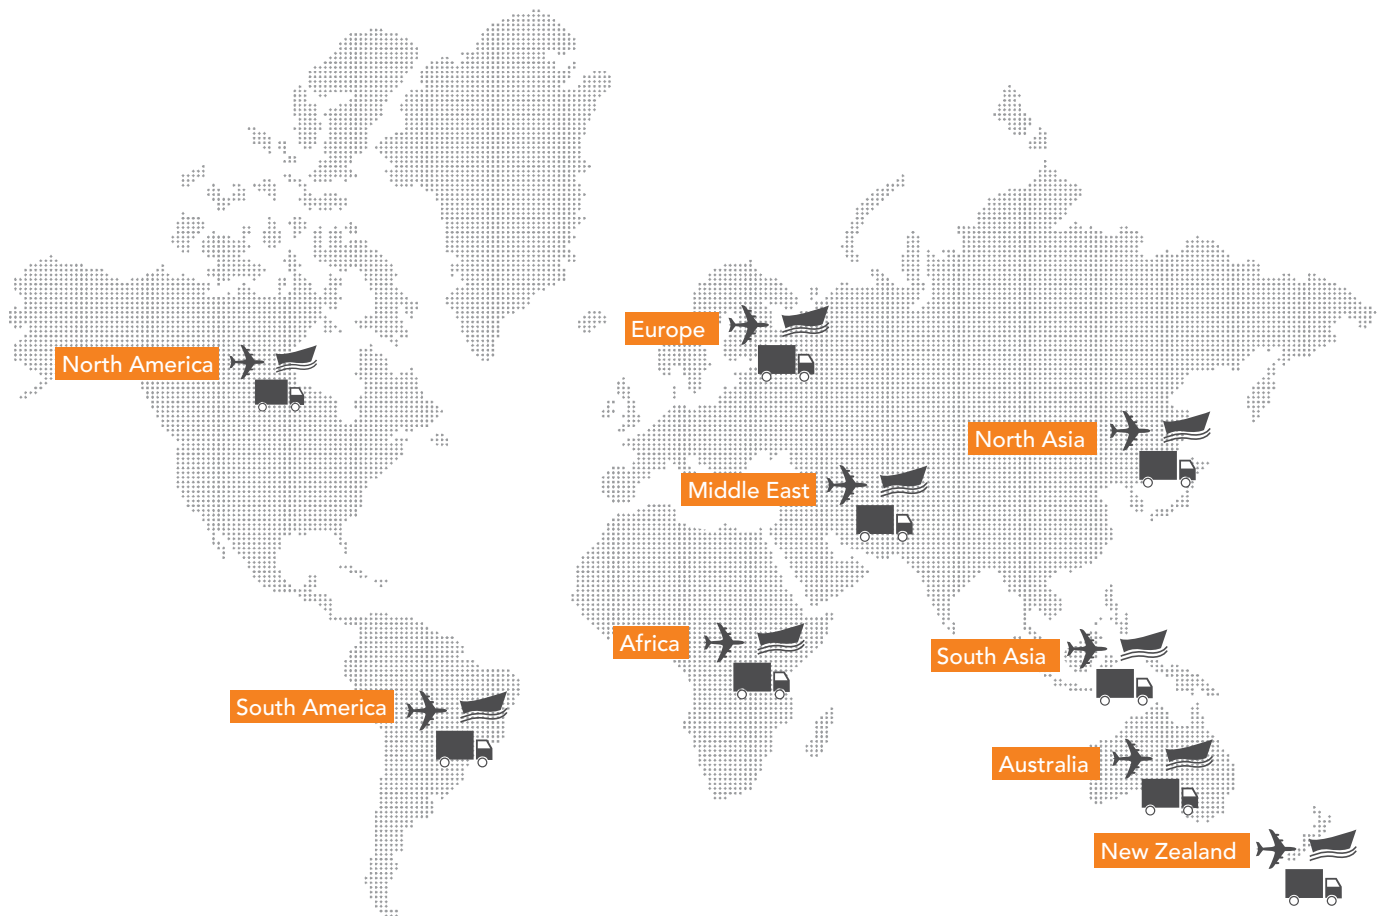 Europe
North America
North Asia
Middle East
Africa
South Asia
South America
Australia
New Zealand